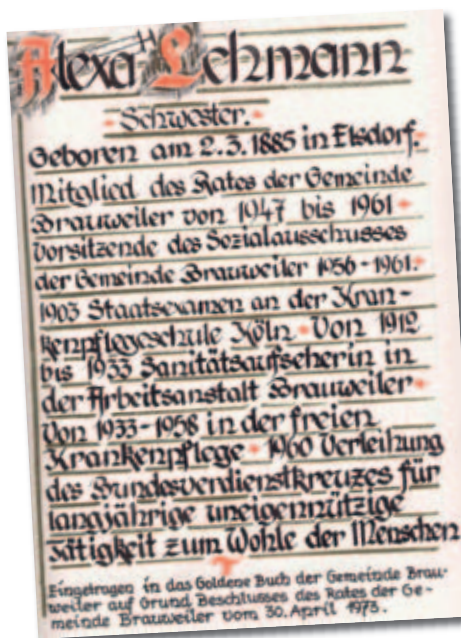 Alexa Lehmann
Schwester.
Geboren am 2.3.1885 in Elsdorf.
Mitglied des Rates der Gemeinde
Brauweiler von 1947 bis 1961
Vorsitzende des Sozialausschusses
der Gemeinde Brauweiler 1956-1961.
1903 Staatsexamen an der Kran-
kenpflegeschule Köln. Von 1912
bis 1933 Sanitätsaufseherin in
der Arbeitsanstalt Brauweiler
Von 1933-1958 in der freien
Krankenpflege 1960 Verleihung
des Bundesverdienstkreuzes für
langjährige uneigennützige
Tätigkeit zum Wohle der Menschen
Eingetragen in das Goldene Buch der Gemeinde Brau-
weiler auf Grund Beschlusses des Rates der Ge-
meinde Brauweiler vom 30. April 1973.